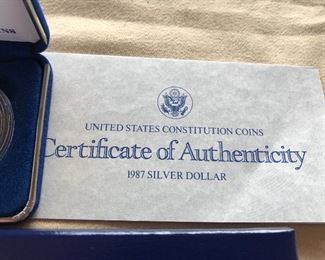 UNITED STATES CONSTITUTION COINS
Certificate of Authenticity
1987 SILVER DOLLAR